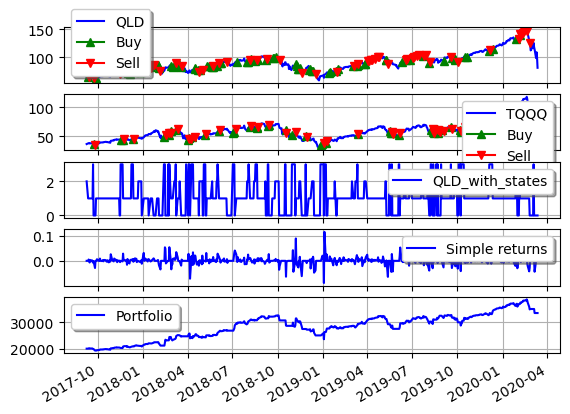 QLD
Buy
Sell
150
100
TQQQ
Buy
Sell
100
50
QLD_with_states
2
0
Simple returns
0.1
0.0
Portfolio
30000
20000
2017-10
2018-01
2018-04
2018-07
2018-10
2019-01
2019-04
2019-07
2019-10
2020-01
2020-04